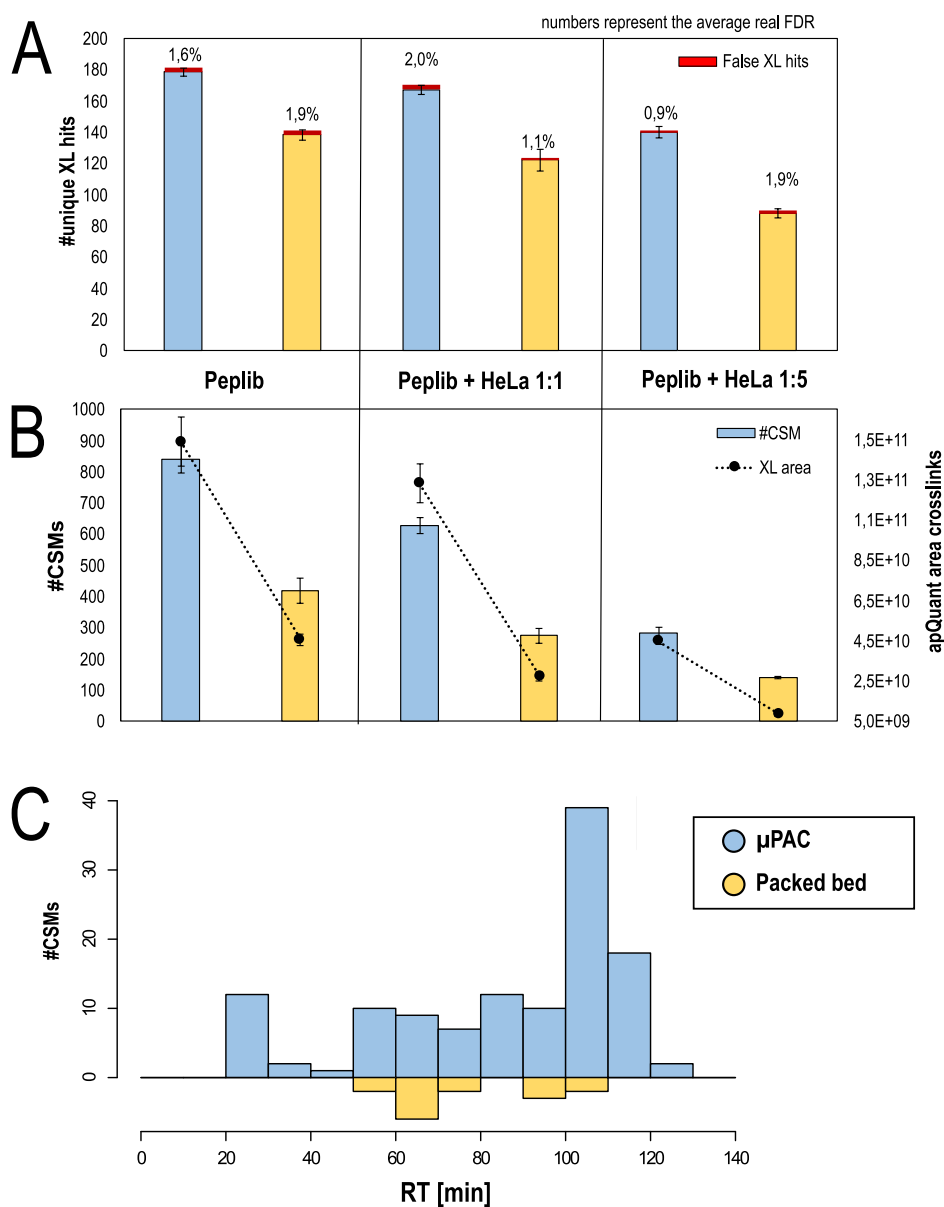 numbers represent the average real FDR
A
#unique XL hits
200
180
160
140
120
100
80
60
40
20
0
1,6%
1,9%
2,0%
1,1%
0,9%
1,9%
False XL hits
Peplib
Peplib + HeLa 1:1
Peplib + HeLa 1:5
B
#CSMs
1000
900
800
700
600
500
400
300
200
100
0
#CSM
XL area
1,5E+11
1,3E+11
1,1E+11
8,5E+10
6,5E+10
4,5E+10
2,5E+10
5,0E+09
apQuant area crosslinks
C
#CSMs
40
30
20
10
0
µPAC
Packed bed
0 20 40 60 80 100 120 140
RT [min]